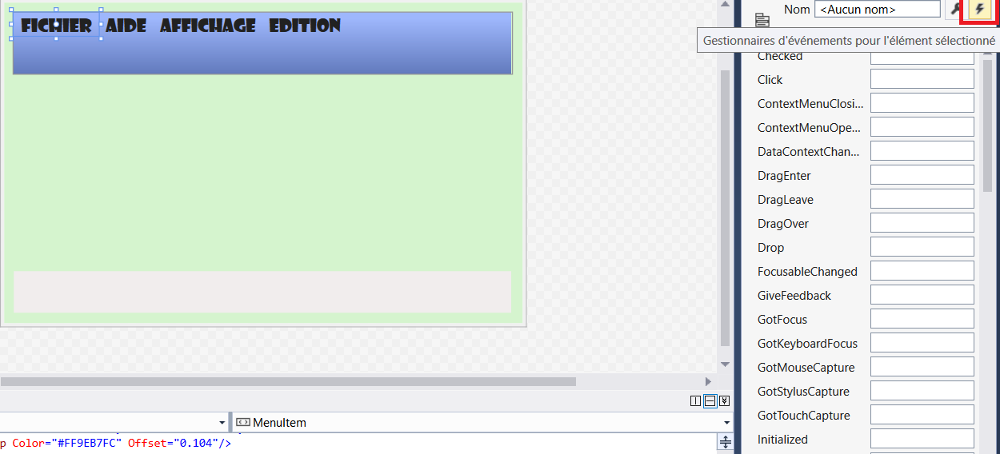 FICHIER AIDE AFFICHAGE EDITION
Nom <Aucun nom>
Gestionnaires d'événements pour l'élément sélectionné
Checked
Click
ContextMenuClosi...
ContextMenuOpe...
DataContextChan...
DragEnter
DragLeave
DragOver
Drop
FocusableChanged
GiveFeedback
GotFocus
GotKeyboardFocus
GotMouseCapture
GotStylusCapture
GotTouchCapture
Initialized
MenuItem
p Color="#FF9EB7FC" Offset="0.104"/>